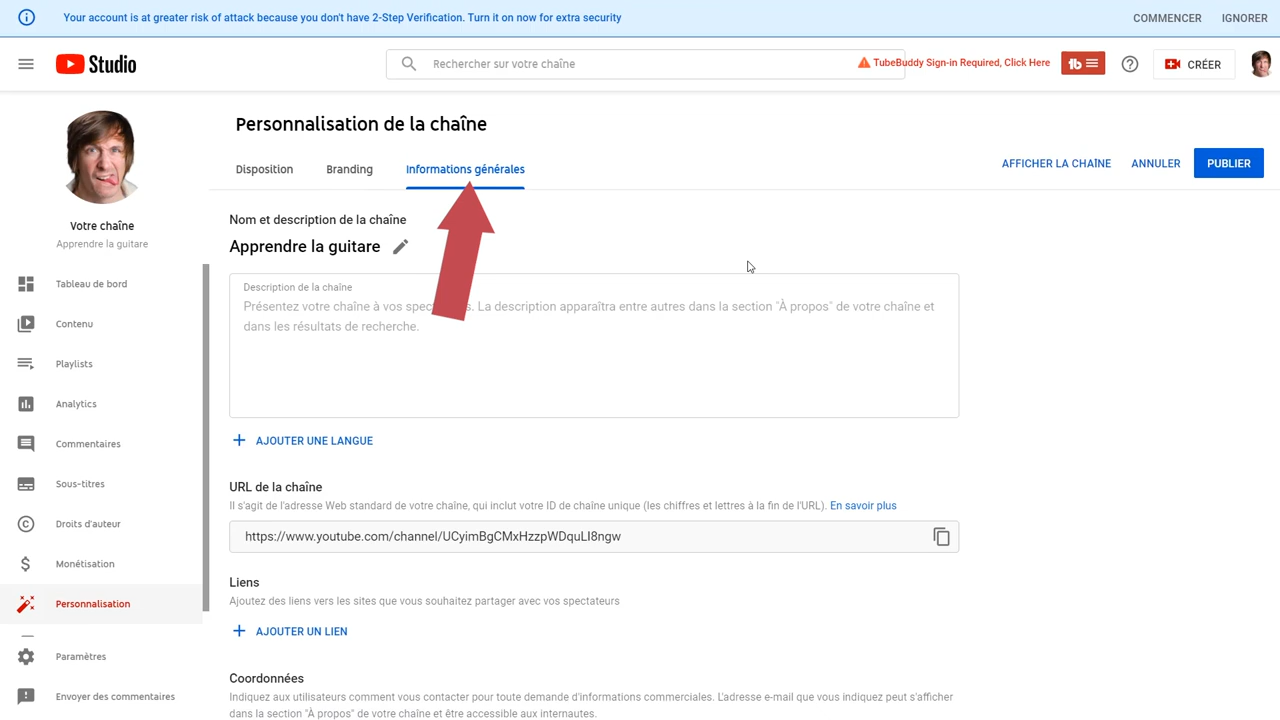 Your account is at greater risk of attack because you don't have 2-Step Verification. Turn it on now for extra security
COMMENCER
IGNORER
Studio
Rechercher sur votre chaîne
TubeBuddy Sign-in Required, Click Here
tb
CRÉER
Personnalisation de la chaîne
Disposition
Branding
Informations générales
AFFICHER LA CHAÎNE
ANNULER
PUBLIER
Votre chaîne
Apprendre la guitare
Tableau de bord
Contenu
Playlists
Analytics
Commentaires
Sous-titres
Droits d'auteur
Monétisation
Personnalisation
Paramètres
Envoyer des commentaires
Nom et description de la chaîne
Apprendre la guitare
Description de la chaîne
Présentez votre chaîne à vos spec s. La description apparaîtra entre autres dans la section "À propos" de votre chaîne et
dans les résultats de recherche.
AJOUTER UNE LANGUE
URL de la chaîne
Il s'agit de l'adresse Web standard de votre chaîne, qui inclut votre ID de chaîne unique (les chiffres et lettres à la fin de l'URL). En savoir plus
https://www.youtube.com/channel/UCyimBgCMxHzzpWDquLI8ngw
Liens
Ajoutez des liens vers les sites que vous souhaitez partager avec vos spectateurs
AJOUTER UN LIEN
Coordonnées
Indiquez aux utilisateurs comment vous contacter pour toute demande d'informations commerciales. L'adresse e-mail que vous indiquez peut s'afficher
dans la section "À propos" de votre chaîne et être accessible aux internautes.